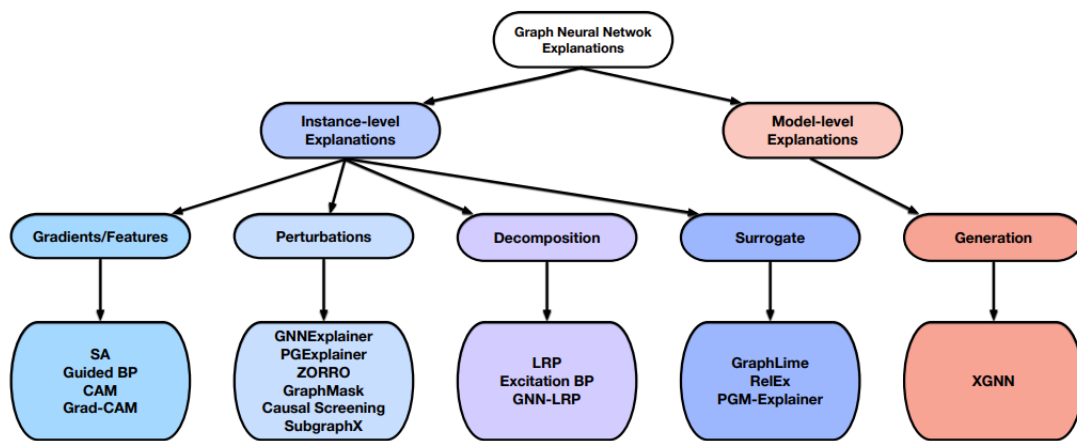 Graph Neural Netwok
Explanations
Instance-level
Explanations
Model-level
Explanations
Gradients/Features
Perturbations
Decomposition
Surrogate
Generation
SA
Guided BP
CAM
Grad-CAM
GNNExplainer
PGExplainer
ZORRO
GraphMask
Causal Screening
SubgraphX
LRP
Excitation BP
GNN-LRP
GraphLime
RelEx
PGM-Explainer
XGNN